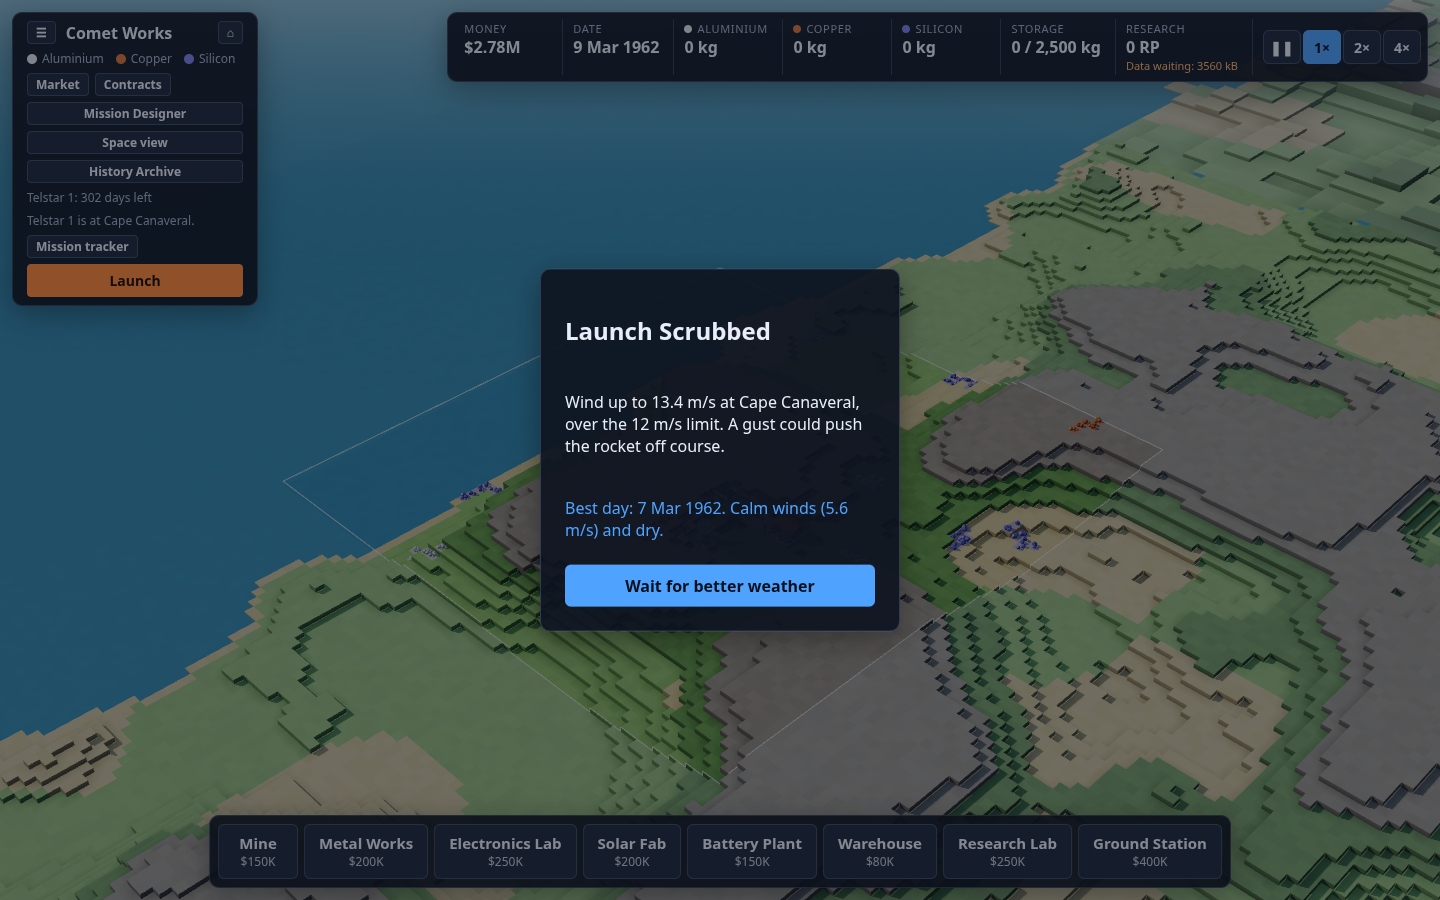 ☰ Comet Works ⌂
Aluminium Copper Silicon
Market Contracts
Mission Designer
Space view
History Archive
Telstar 1: 302 days left
Telstar 1 is at Cape Canaveral.
Mission tracker
Launch
MONEY
$2.78M
DATE
9 Mar 1962
ALUMINIUM
0 kg
COPPER
0 kg
SILICON
0 kg
STORAGE
0 / 2,500 kg
RESEARCH
0 RP
Data waiting: 3560 kB
1× 2× 4×
Launch Scrubbed
Wind up to 13.4 m/s at Cape Canaveral,
over the 12 m/s limit. A gust could push
the rocket off course.
Best day: 7 Mar 1962. Calm winds (5.6
m/s) and dry.
Wait for better weather
Mine
$150K
Metal Works
$200K
Electronics Lab
$250K
Solar Fab
$200K
Battery Plant
$150K
Warehouse
$80K
Research Lab
$250K
Ground Station
$400K